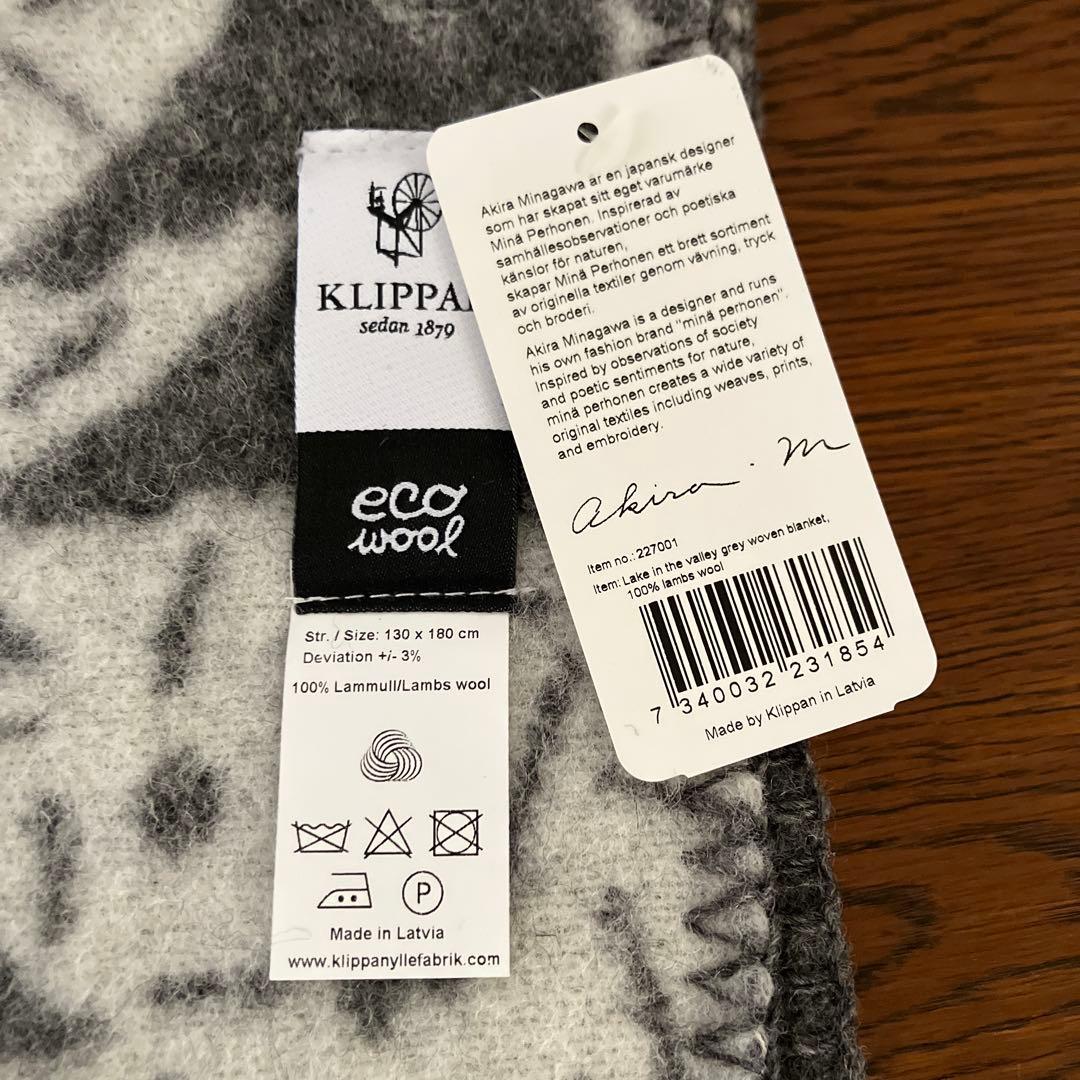 KLIPPA
sedan 1879
eco
wool
Str. / Size: 130 x 180 cm
Deviation +/- 3%
100% Lammull/Lambs wool
P
Made in Latvia
www.klippanyllefabrik.com
Akira Minagawa är en japansk designer
som har skapat sitt eget varumärke
Minä Perhonen. Inspirerad av
samhällesobservationer och poetiska
känslor för naturen,
skapar Minä Perhonen ett brett sortiment
av originella textiler genom vävning, tryck
och broderi.
Akira Minagawa is a designer and runs
his own fashion brand "minä perhonen".
Inspired by observations of society
and poetic sentiments for nature,
minä perhonen creates a wide variety of
original textiles including weaves, prints,
and embroidery.
Akira M
Item no.: 227001
Item: Lake in the valley grey woven blanket,
100% lambs wool
7 340032 231854
Made by Klippan in Latvia